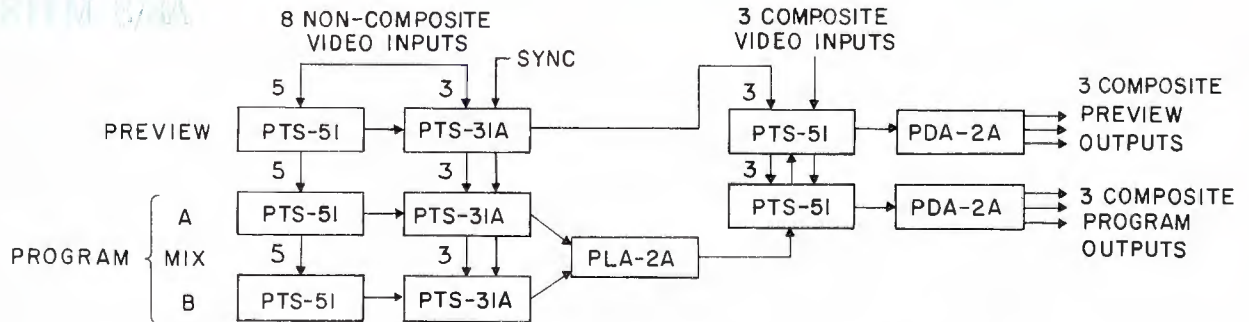 8 NON-COMPOSITE
VIDEO INPUTS
3 COMPOSITE
VIDEO INPUTS
SYNC
5
3
3
3 COMPOSITE
PREVIEW
OUTPUTS
PREVIEW
PTS-51
PTS-31A
PTS-51
PDA-2A
5
3
3
A
PTS-51
PTS-31A
PTS-51
PDA-2A
3 COMPOSITE
PROGRAM
OUTPUTS
PROGRAM
MIX
5
3
PLA-2A
B
PTS-51
PTS-31A